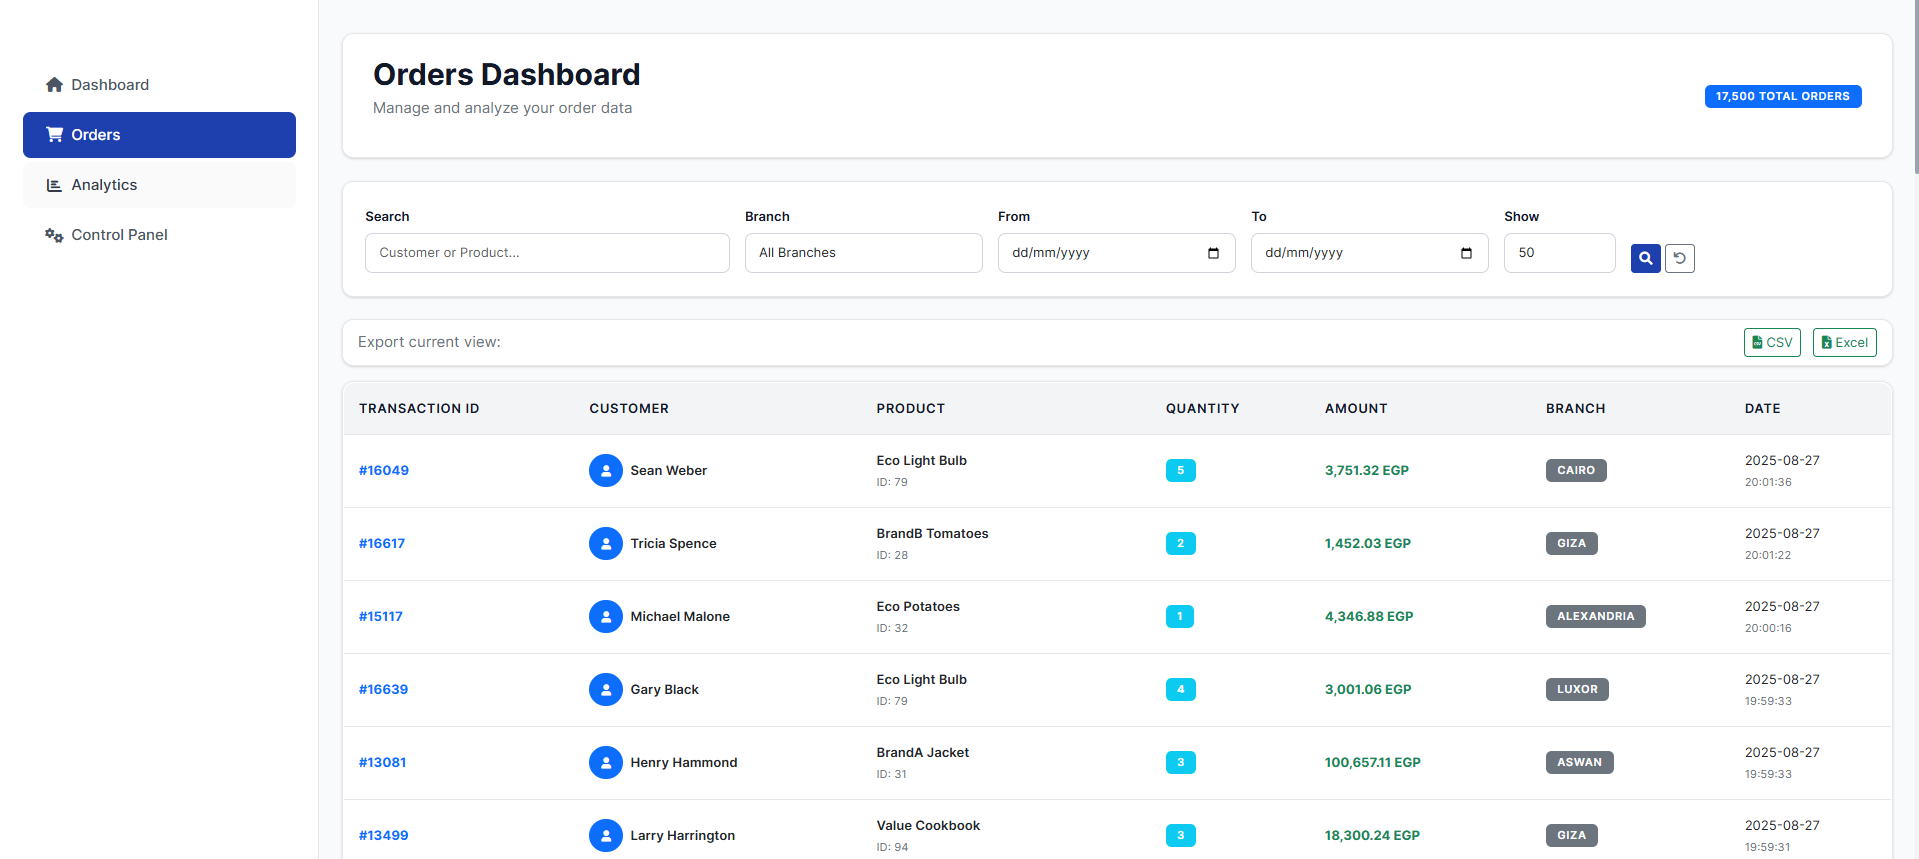 Dashboard
Orders
Analytics
Control Panel
Orders Dashboard
Manage and analyze your order data
17,500 TOTAL ORDERS
Search
Branch
From
To
Show
Customer or Product...
All Branches
dd/mm/yyyy
dd/mm/yyyy
50
Export current view:
CSV
Excel
TRANSACTION ID CUSTOMER PRODUCT QUANTITY AMOUNT BRANCH DATE
#16049 Sean Weber Eco Light Bulb 5 3,751.32 EGP CAIRO 2025-08-27
ID: 79 20:01:36
#16617 Tricia Spence BrandB Tomatoes 2 1,452.03 EGP GIZA 2025-08-27
ID: 28 20:01:22
#15117 Michael Malone Eco Potatoes 1 4,346.88 EGP ALEXANDRIA 2025-08-27
ID: 32 20:00:16
#16639 Gary Black Eco Light Bulb 4 3,001.06 EGP LUXOR 2025-08-27
ID: 79 19:59:33
#13081 Henry Hammond BrandA Jacket 3 100,657.11 EGP ASWAN 2025-08-27
ID: 31 19:59:33
#13499 Larry Harrington Value Cookbook 3 18,300.24 EGP GIZA 2025-08-27
ID: 94 19:59:31